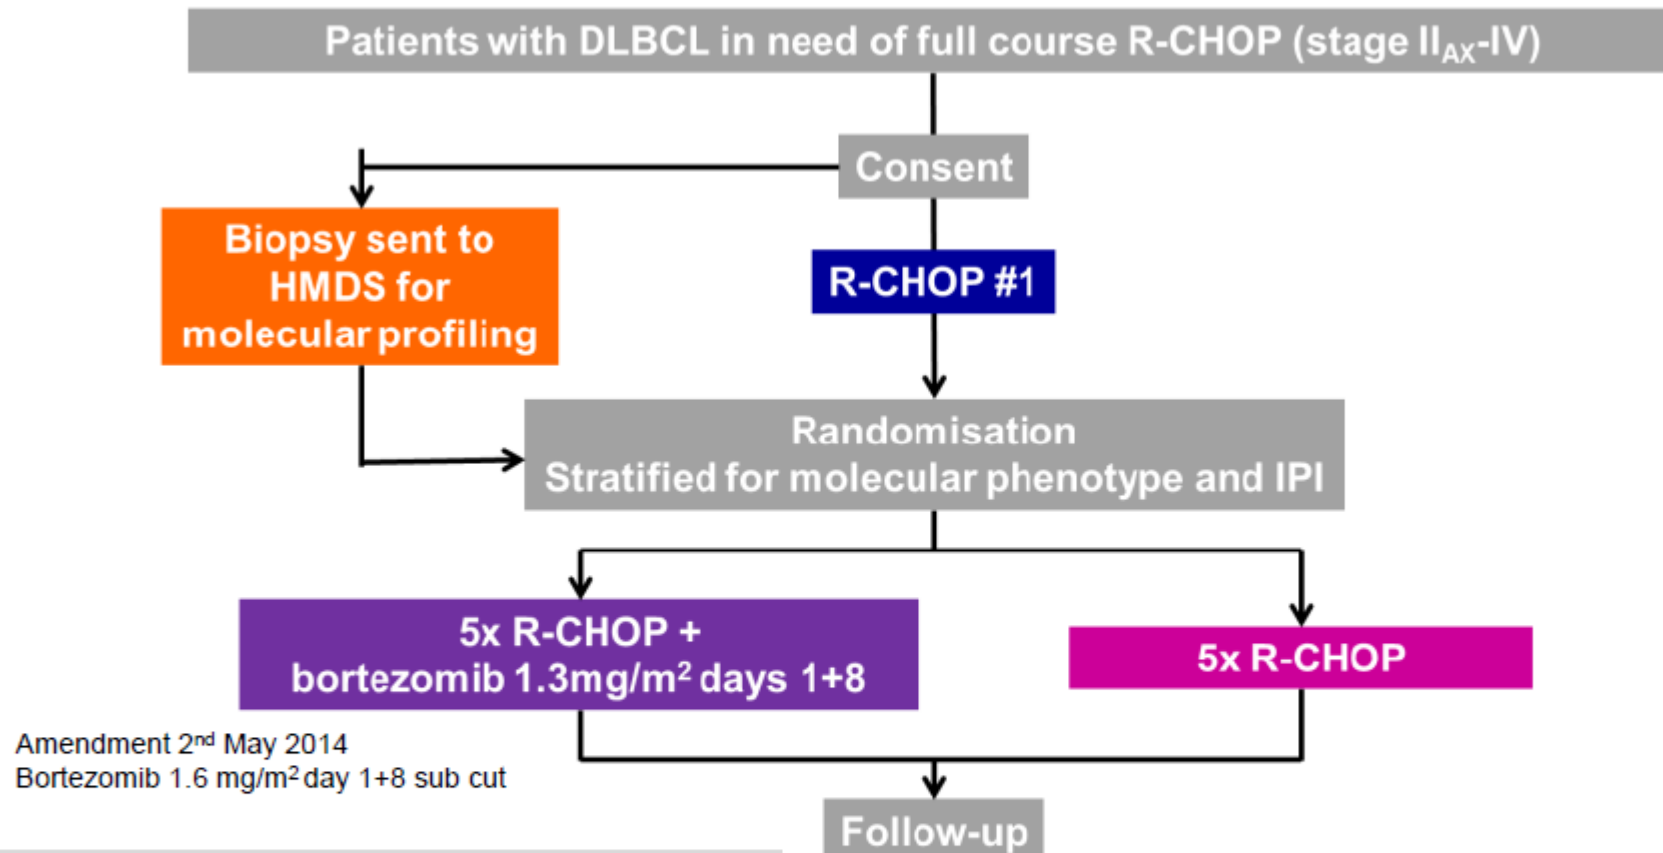 Patients with DLBCL in need of full course R-CHOP (stage II_AX-IV)
Consent
Biopsy sent to
HMDS for
molecular profiling
R-CHOP #1
Randomisation
Stratified for molecular phenotype and IPI
5x R-CHOP +
bortezomib 1.3mg/m² days 1+8
5x R-CHOP
Amendment 2nd May 2014
Bortezomib 1.6 mg/m² day 1+8 sub cut
Follow-up